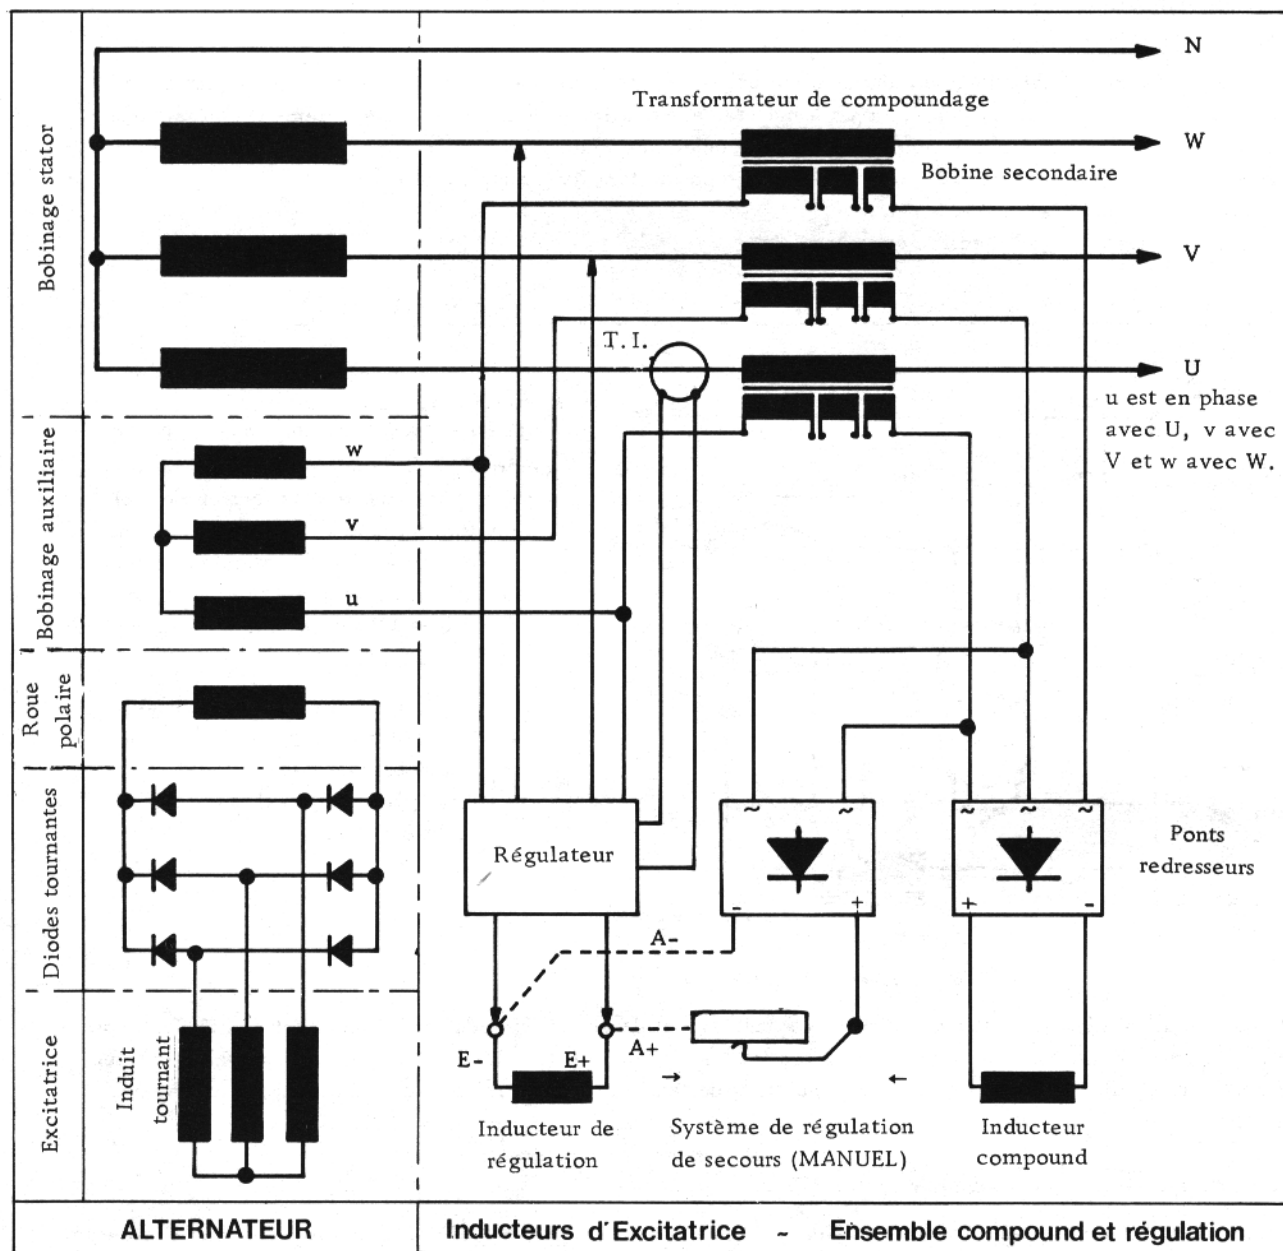 N
Transformateur de compoundage
W
Bobine secondaire
Bobinage stator
V
T.I.
U
u est en phase
avec U, v avec
V et w avec W.
Bobinage auxiliaire
w
v
u
Roue
polaire
Diodes tournantes
~ ~ ~ ~ ~
Régulateur
Ponts
redresseurs
- + + -
A-
Excitatrice
Induit
tournant
E- E+ A+
Inducteur de
régulation
Système de régulation
de secours (MANUEL)
Inducteur
compound
ALTERNATEUR
Inducteurs d'Excitatrice - Ensemble compound et régulation